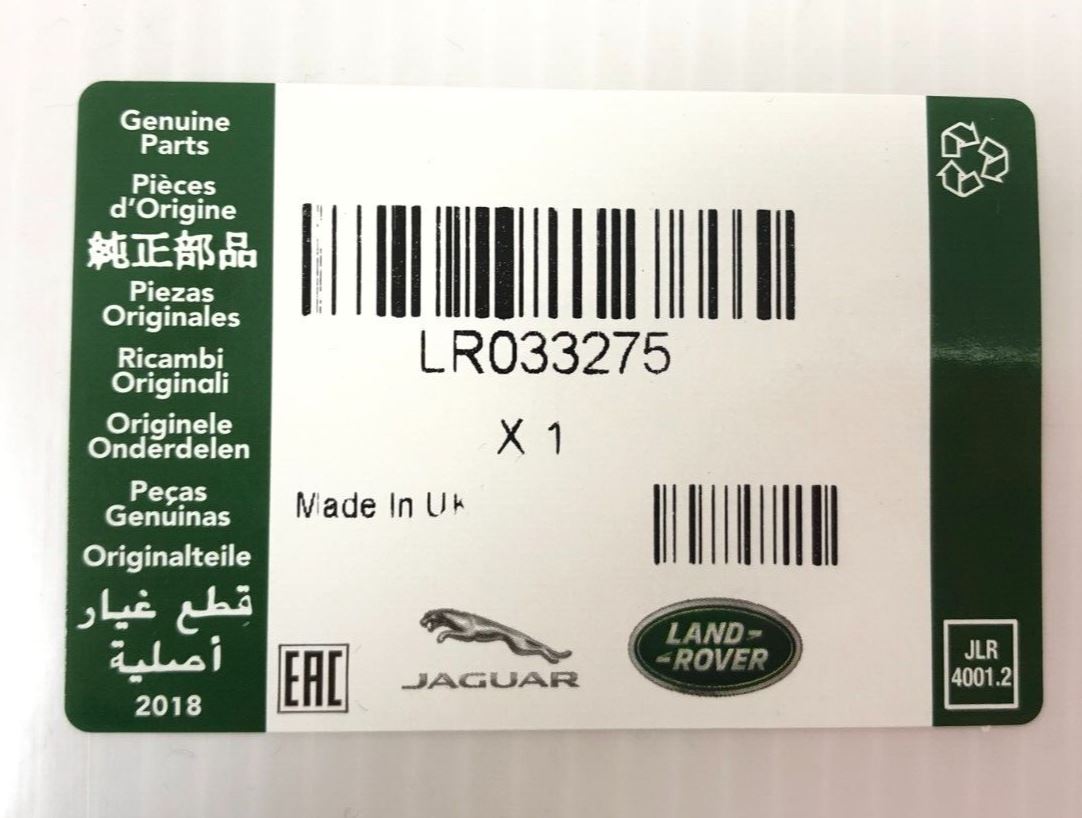 Genuine
Parts
Pièces
d'Origine
純正部品
Piezas
Originales
Ricambi
Originali
Originele
Onderdelen
Peças
Genuinas
Originalteile
قطع غيار
أصلية
2018
LR033275
X 1
Made In UK
EAC
JAGUAR
LAND-
-ROVER
JLR
4001.2